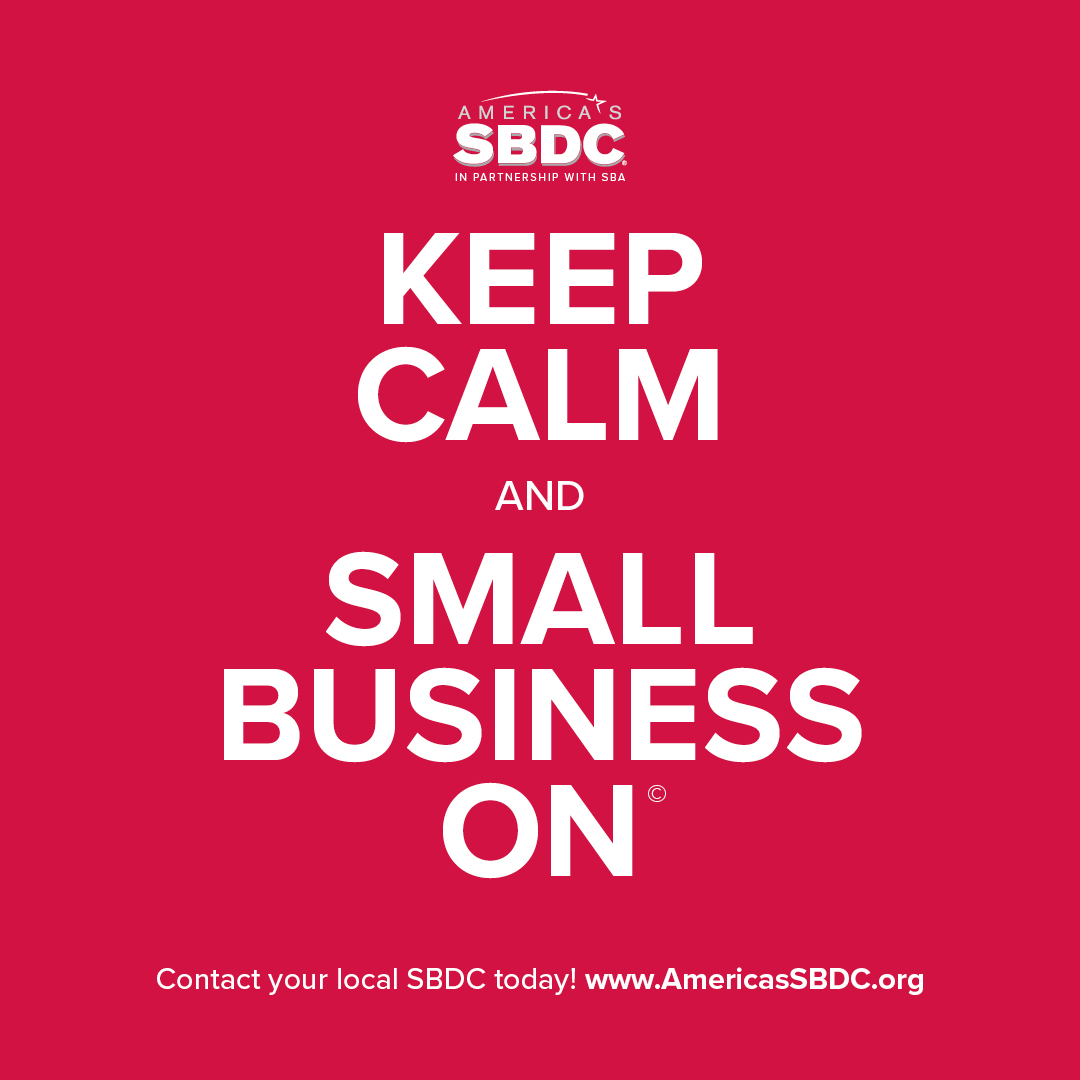 AMERICA'S
SBDC®
IN PARTNERSHIP WITH SBA
KEEP
CALM
AND
SMALL
BUSINESS
ON©
Contact your local SBDC today! www.AmericasSBDC.org